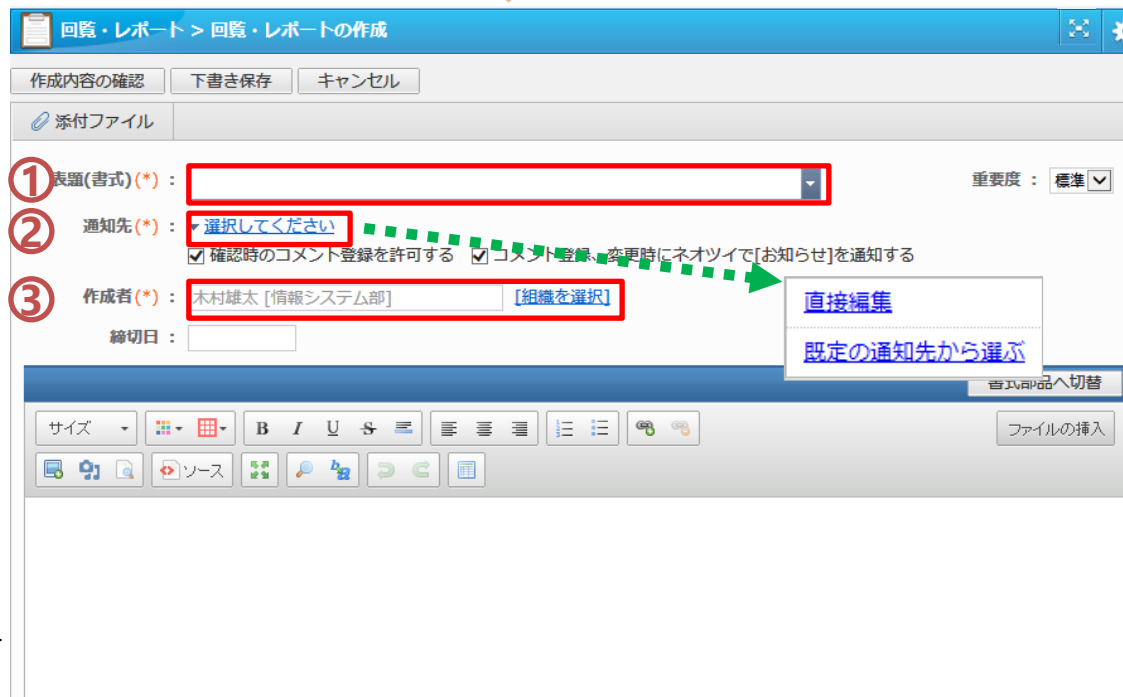 回覧・レポート > 回覧・レポートの作成
作成内容の確認 下書き保存 キャンセル
添付ファイル
① 表題(書式)(*) : 重要度 : 標準
② 通知先(*) : 選択してください
確認時のコメント登録を許可する コメント登録、変更時にネオツイで[お知らせ]を通知する
③ 作成者(*) : 木村雄太 [情報システム部] [組織を選択]
直接編集
締切日 :
既定の通知先から選ぶ
書式部品へ切替
サイズ B I U S ファイルの挿入
ソース